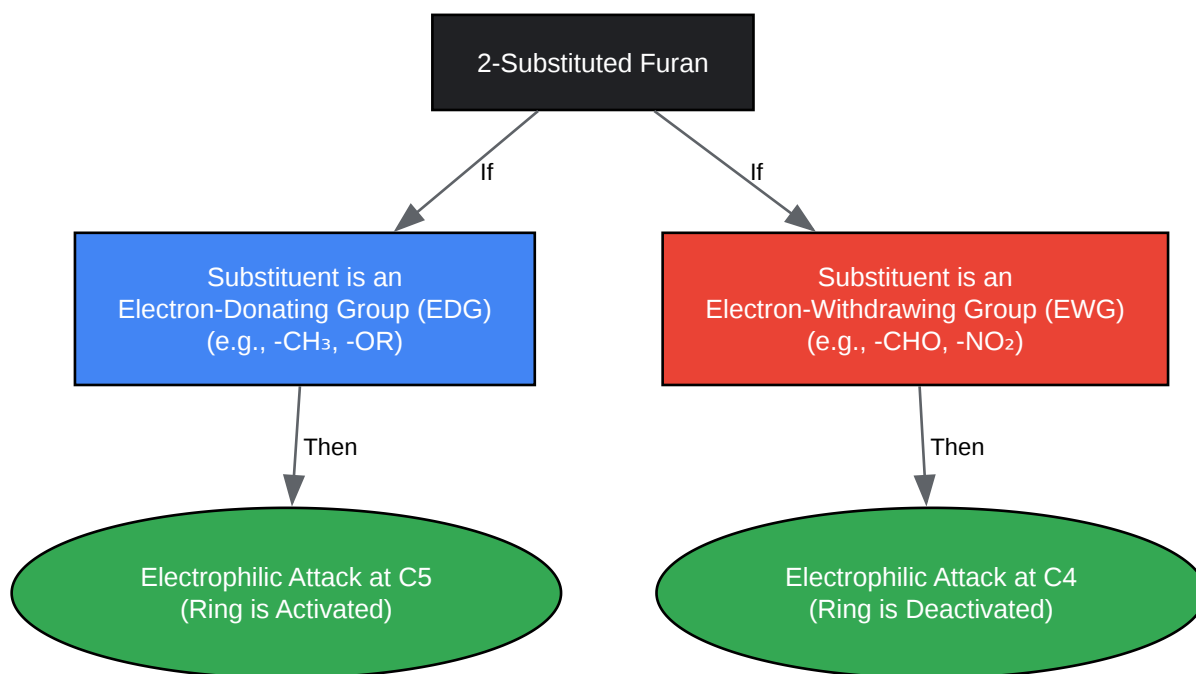 2-Substituted Furan
If
If
Substituent is an
Electron-Donating Group (EDG)
(e.g., -CH₃, -OR)
Substituent is an
Electron-Withdrawing Group (EWG)
(e.g., -CHO, -NO₂)
Then
Then
Electrophilic Attack at C5
(Ring is Activated)
Electrophilic Attack at C4
(Ring is Deactivated)